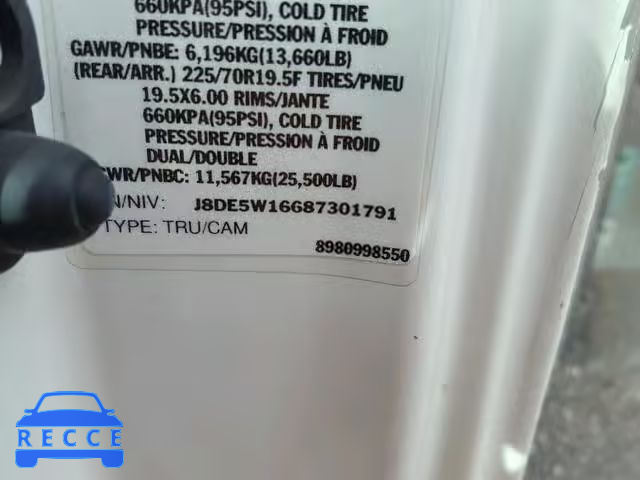 660KPA(95PSI), COLD TIRE
PRESSURE/PRESSION À FROID
GAWR/PNBE: 6,196KG(13,660LB)
(REAR/ARR.) 225/70R19.5F TIRES/PNEU
19.5X6.00 RIMS/JANTE
660KPA(95PSI), COLD TIRE
PRESSURE/PRESSION À FROID
DUAL/DOUBLE
GWR/PNBC: 11,567KG(25,500LB)
N/NIV: J8DE5W16687301791
TYPE: TRU/CAM
8980998550
RECCE